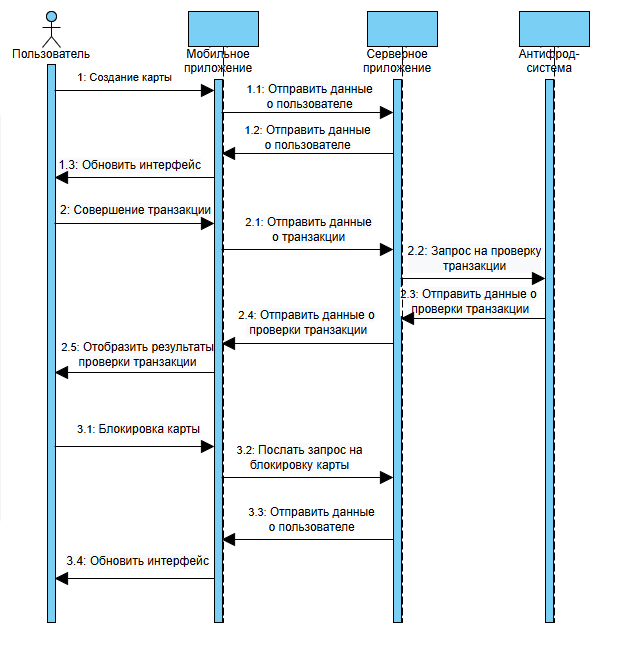 Пользователь
Мобильное
приложение
Серверное
приложение
Антифрод-
система
1: Создание карты
1.1: Отправить данные
о пользователе
1.2: Отправить данные
о пользователе
1.3: Обновить интерфейс
2: Совершение транзакции
2.1: Отправить данные
о транзакции
2.2: Запрос на проверку
транзакции
2.3: Отправить данные о
проверки транзакции
2.4: Отправить данные о
проверки транзакции
2.5: Отобразить результаты
проверки транзакции
3.1: Блокировка карты
3.2: Послать запрос на
блокировку карты
3.3: Отправить данные
о пользователе
3.4: Обновить интерфейс